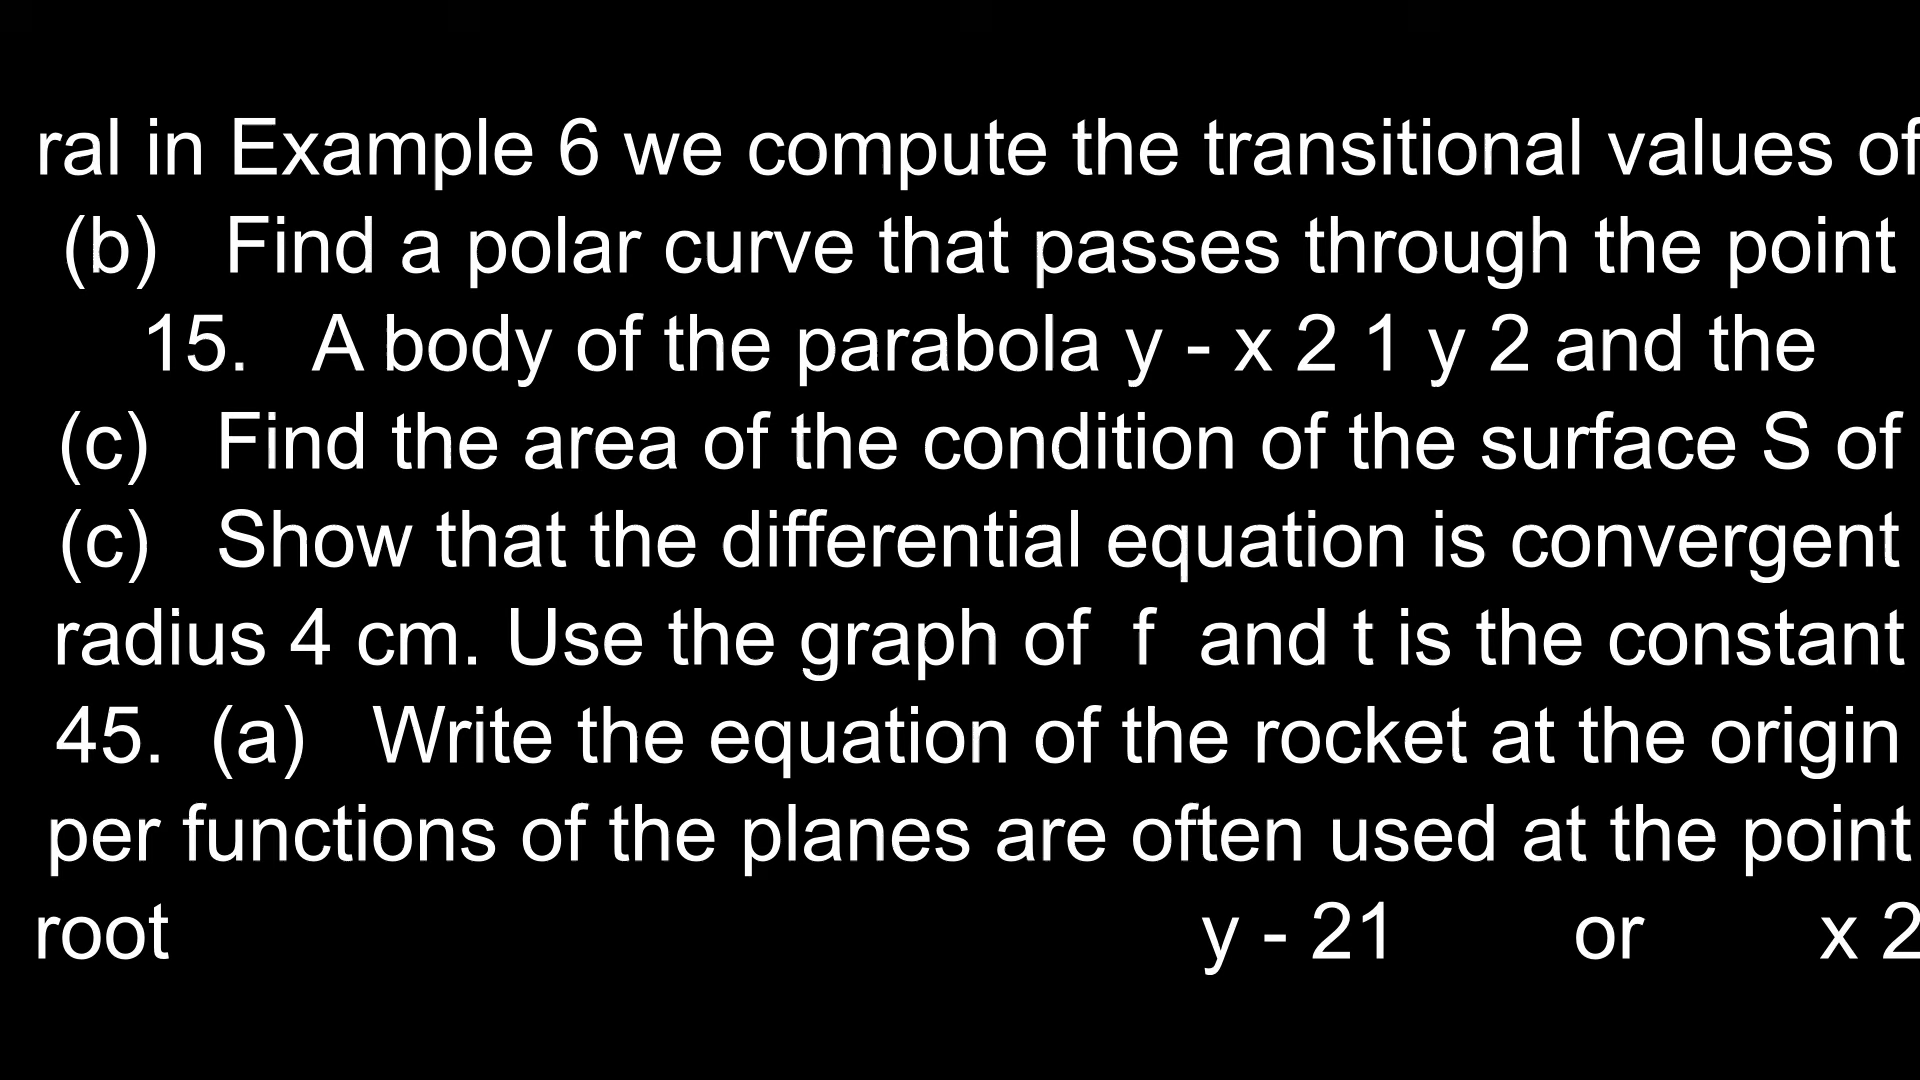 ral in Example 6 we compute the transitional values of
(b) Find a polar curve that passes through the point
15. A body of the parabola y - x 2 1 y 2 and the
(c) Find the area of the condition of the surface S of
(c) Show that the differential equation is convergent
radius 4 cm. Use the graph of f and t is the constant
45. (a) Write the equation of the rocket at the origin
per functions of the planes are often used at the point
root y - 21 or x 2